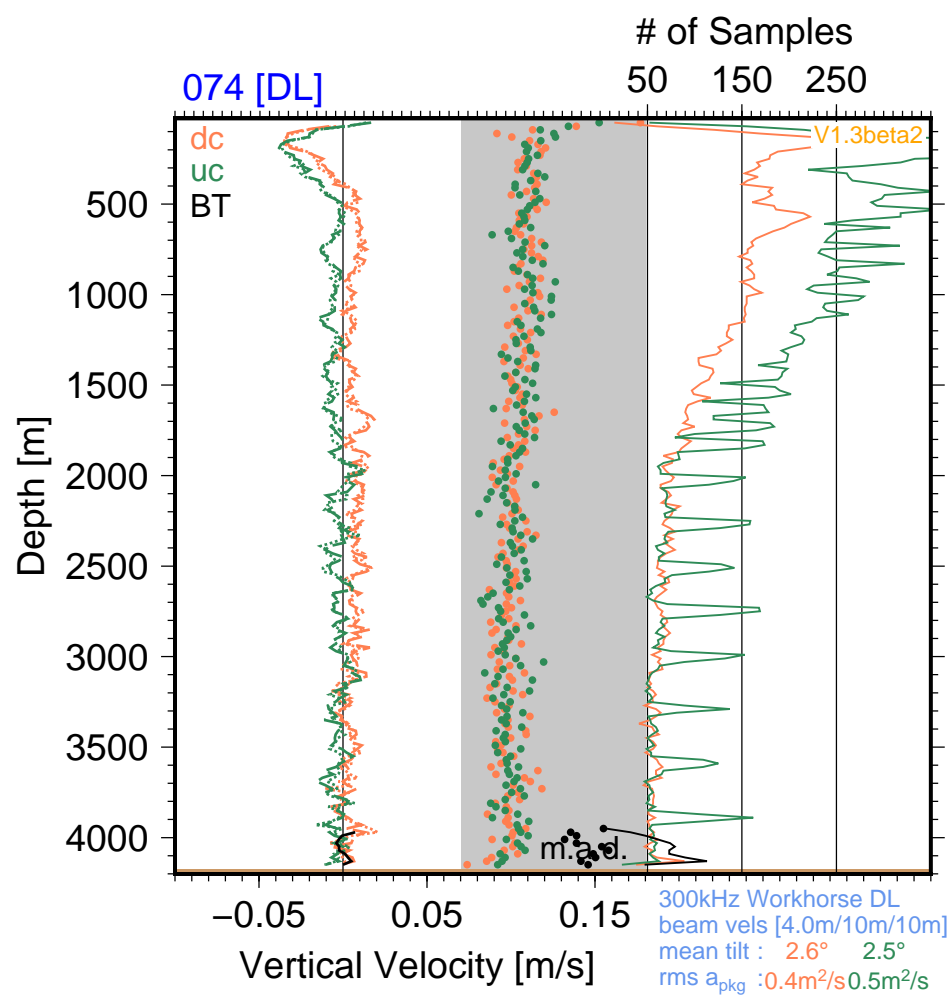 # of Samples
50 150 250
074 [DL]
dc
V1.3beta2
uc
BT
500
1000
1500
2000
2500
3000
3500
4000
Depth [m]
m.a.d.
−0.05 0.05 0.15
Vertical Velocity [m/s]
300kHz Workhorse DL
beam vels [4.0m/10m/10m]
mean tilt : 2.6° 2.5°
rms a_pkg :0.4m²/s 0.5m²/s